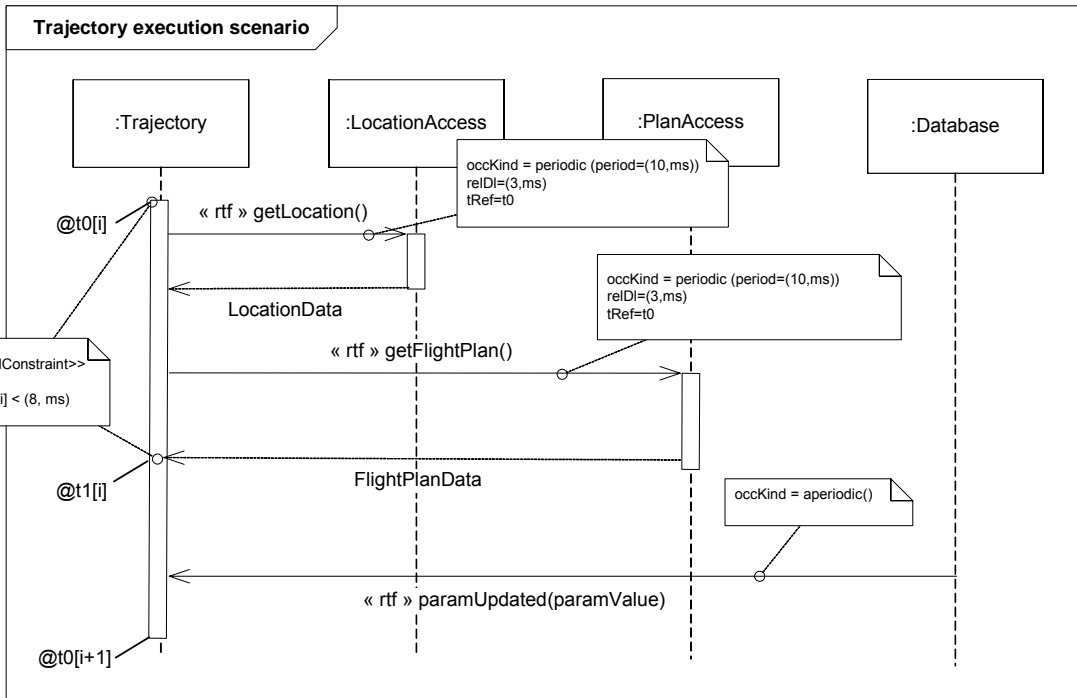 Trajectory execution scenario
:Trajectory
:LocationAccess
:PlanAccess
:Database
occKind = periodic (period=(10,ms))
relDl=(3,ms)
tRef=t0
@t0[i]
« rtf » getLocation()
occKind = periodic (period=(10,ms))
relDl=(3,ms)
tRef=t0
LocationData
« rtf » getFlightPlan()
Constraint>>
i] < (8, ms)
FlightPlanData
@t1[i]
occKind = aperiodic()
« rtf » paramUpdated(paramValue)
@t0[i+1]